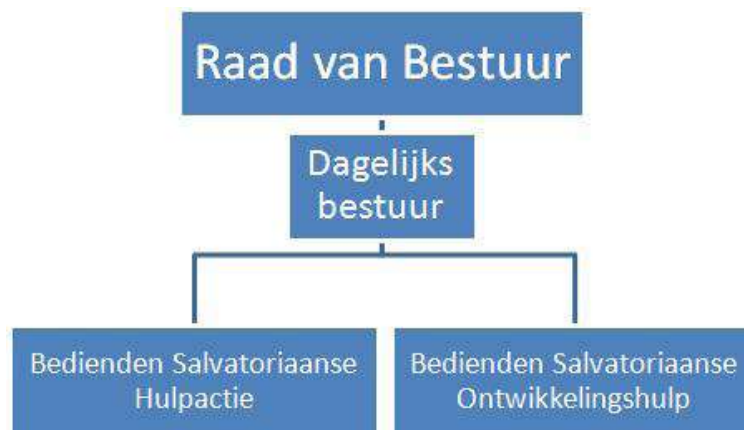 Raad van Bestuur
Dagelijks
bestuur
Bedienden Salvatoriaanse
Hulpactie
Bedienden Salvatoriaanse
Ontwikkelingshulp